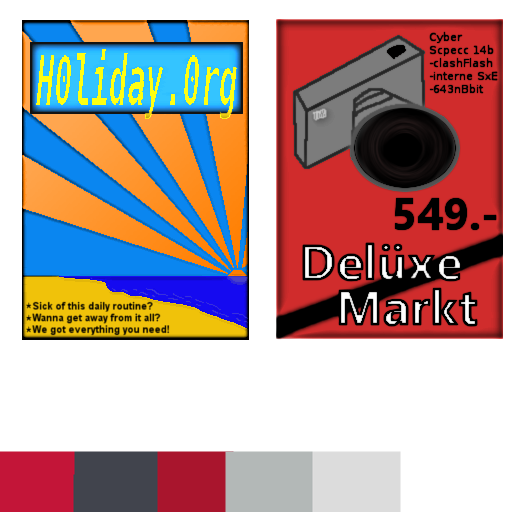 H0liday.Org
★Sick of this daily routine?
★Wanna get away from it all?
★We got everything you need!
Cyber
Scpecc 14b
-clashFlash
-interne SxE
-643nBbit
549.-
Delüxe
Markt